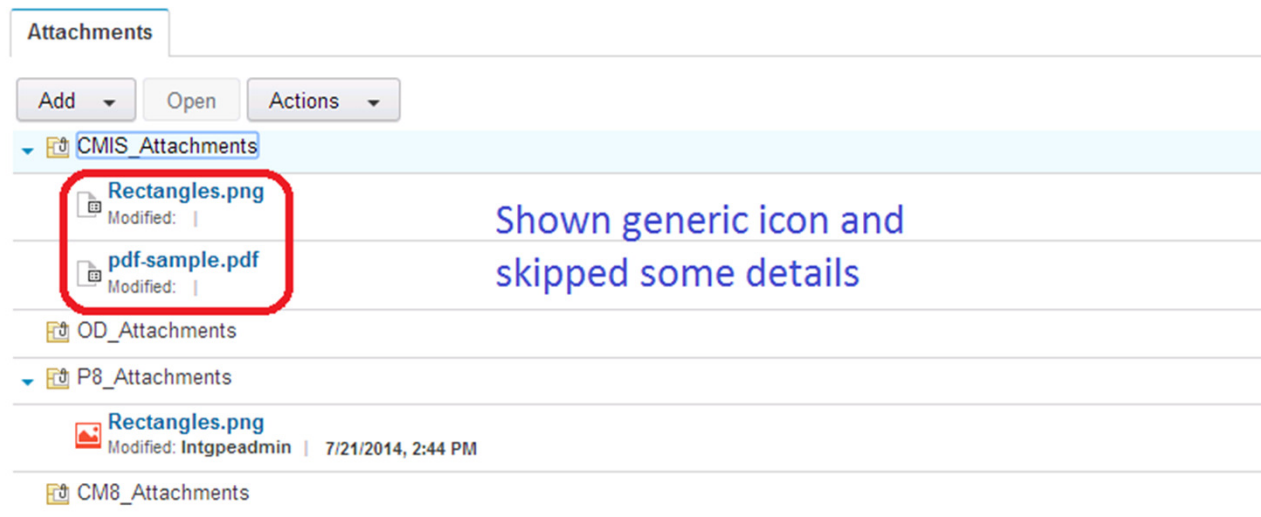 Attachments
Add Open Actions
CMIS_Attachments
Rectangles.png
Modified: |
Shown generic icon and
skipped some details
pdf-sample.pdf
Modified: |
OD_Attachments
P8_Attachments
Rectangles.png
Modified: Intgpeadmin | 7/21/2014, 2:44 PM
CM8_Attachments